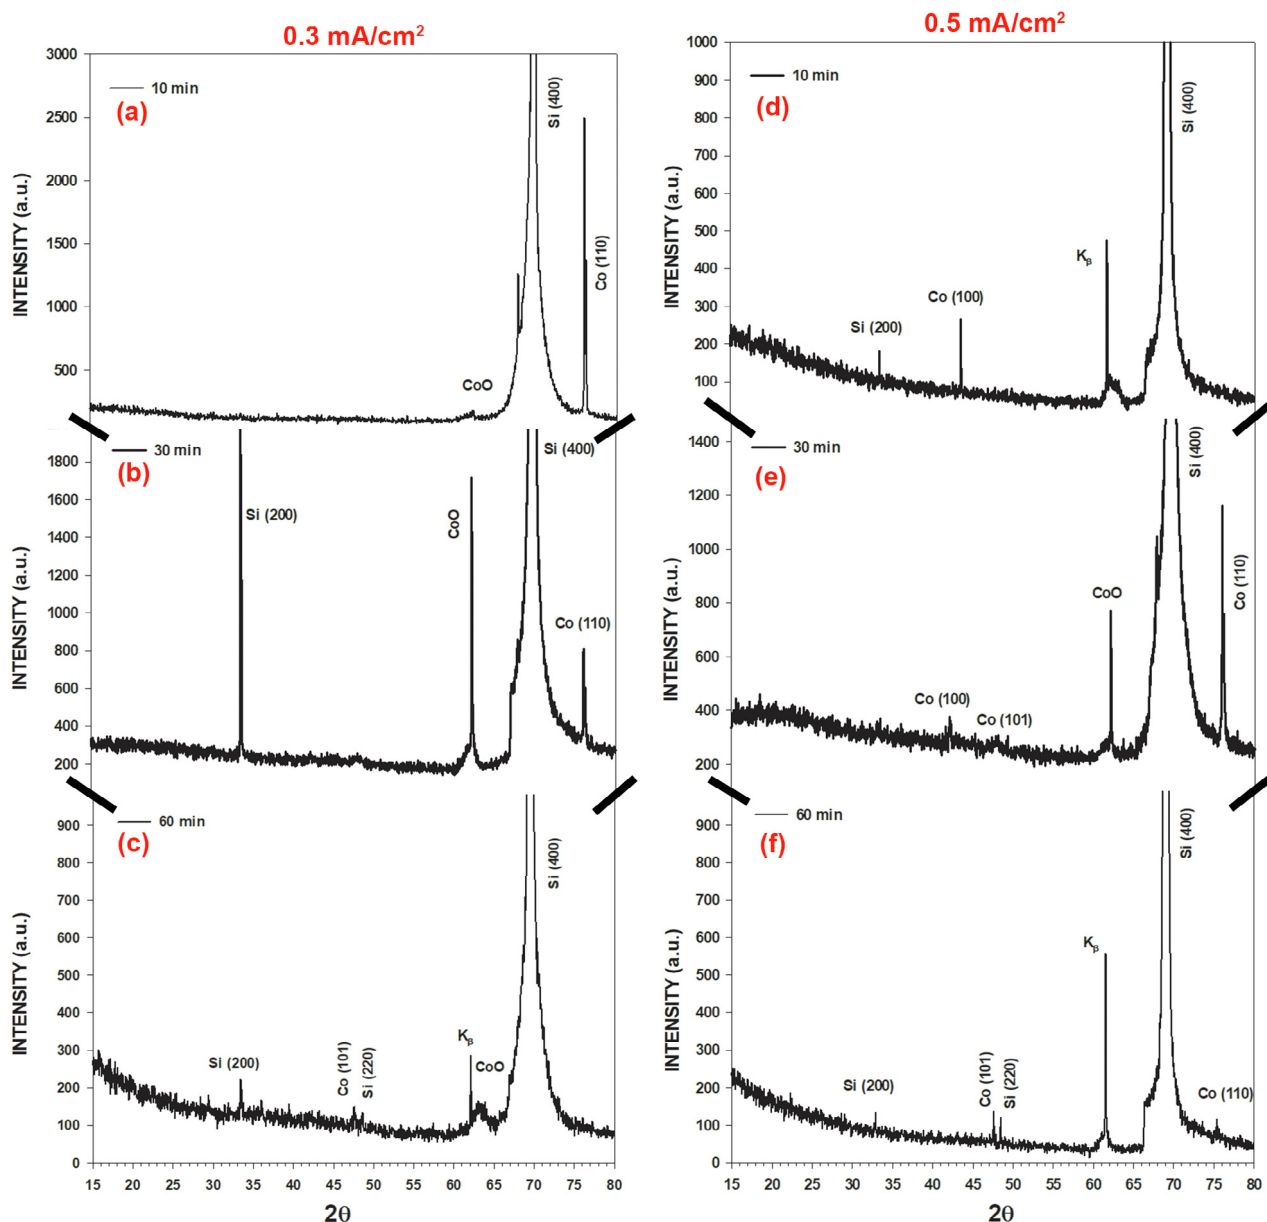 0.3 mA/cm²
0.5 mA/cm²
3000
2500
2000
1500
1000
500
INTENSITY (a.u.)
10 min
(a)
Si (400)
Co (110)
CoO
1800
1600
1400
1200
1000
800
600
400
200
INTENSITY (a.u.)
30 min
(b)
Si (200)
CoO
Si (400)
Co (110)
900
800
700
600
500
400
300
200
100
0
INTENSITY (a.u.)
60 min
(c)
Si (200)
Co (101)
Si (220)
Kβ
CoO
Si (400)
15 20 25 30 35 40 45 50 55 60 65 70 75 80
2θ
1000
900
800
700
600
500
400
300
200
100
INTENSITY (a.u.)
10 min
(d)
Si (200)
Co (100)
Kβ
Si (400)
1400
1200
1000
800
600
400
200
INTENSITY (a.u.)
30 min
(e)
Co (100)
Co (101)
CoO
Si (400)
Co (110)
900
800
700
600
500
400
300
200
100
0
INTENSITY (a.u.)
60 min
(f)
Si (200)
Co (101)
Si (220)
Kβ
Si (400)
Co (110)
15 20 25 30 35 40 45 50 55 60 65 70 75 80
2θ